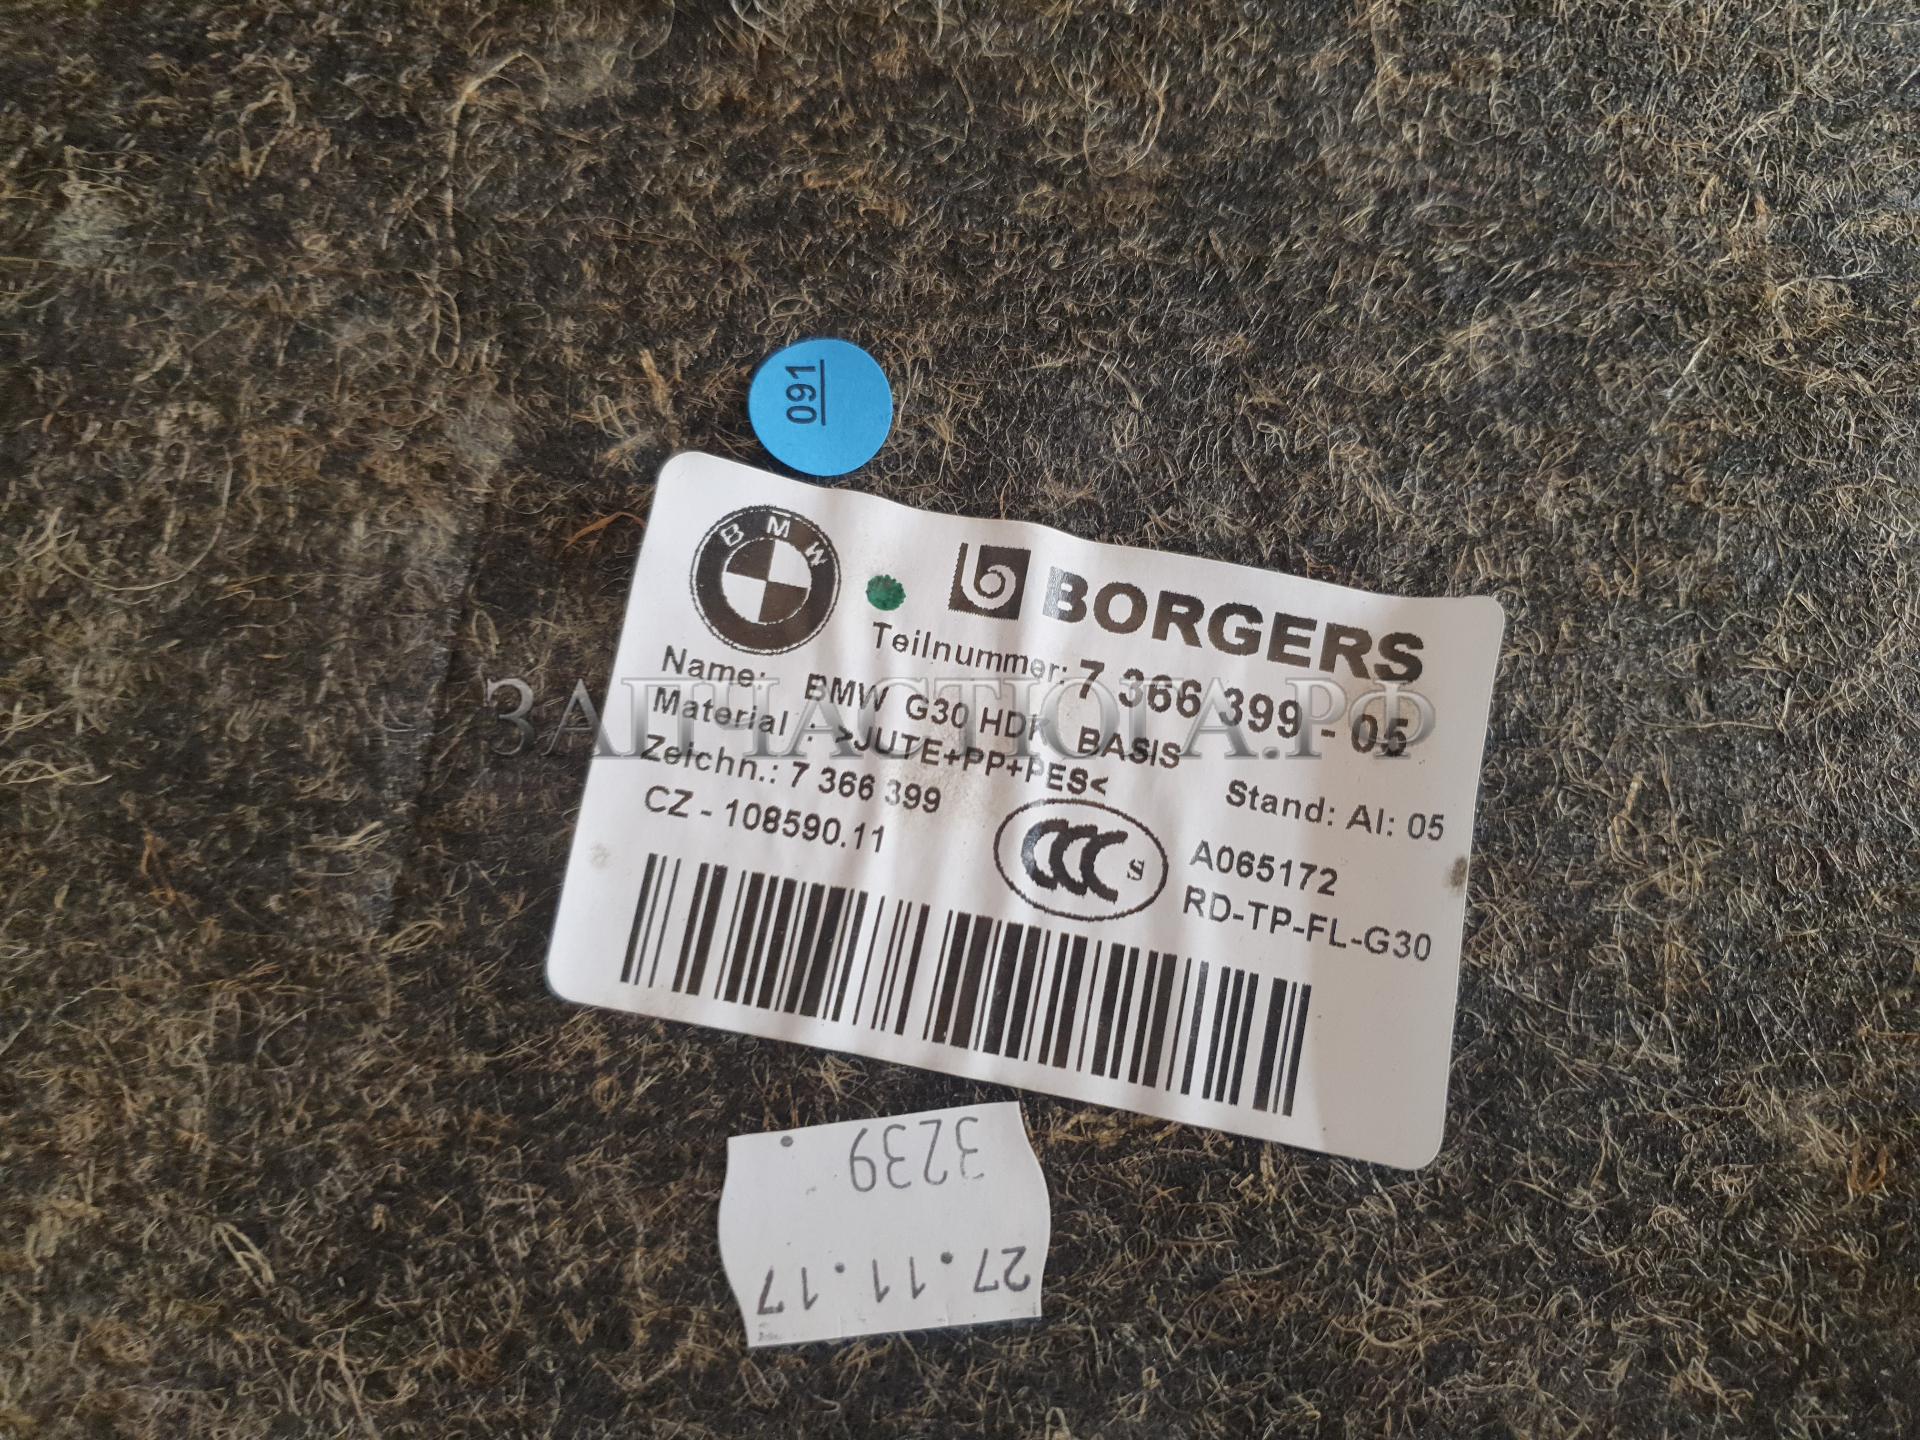 091
BMW
BORGERS
Teilnummer: 7 366 399 - 05
Name: BMW G30 HDK BASIS
Material : >JUTE+PP+PES<
Zeichn.: 7 366 399
Stand: AI: 05
CZ - 108590.11
CCC S
A065172
RD-TP-FL-G30
ЗАПЧАСТЮГА.РФ
27.11.17
3239